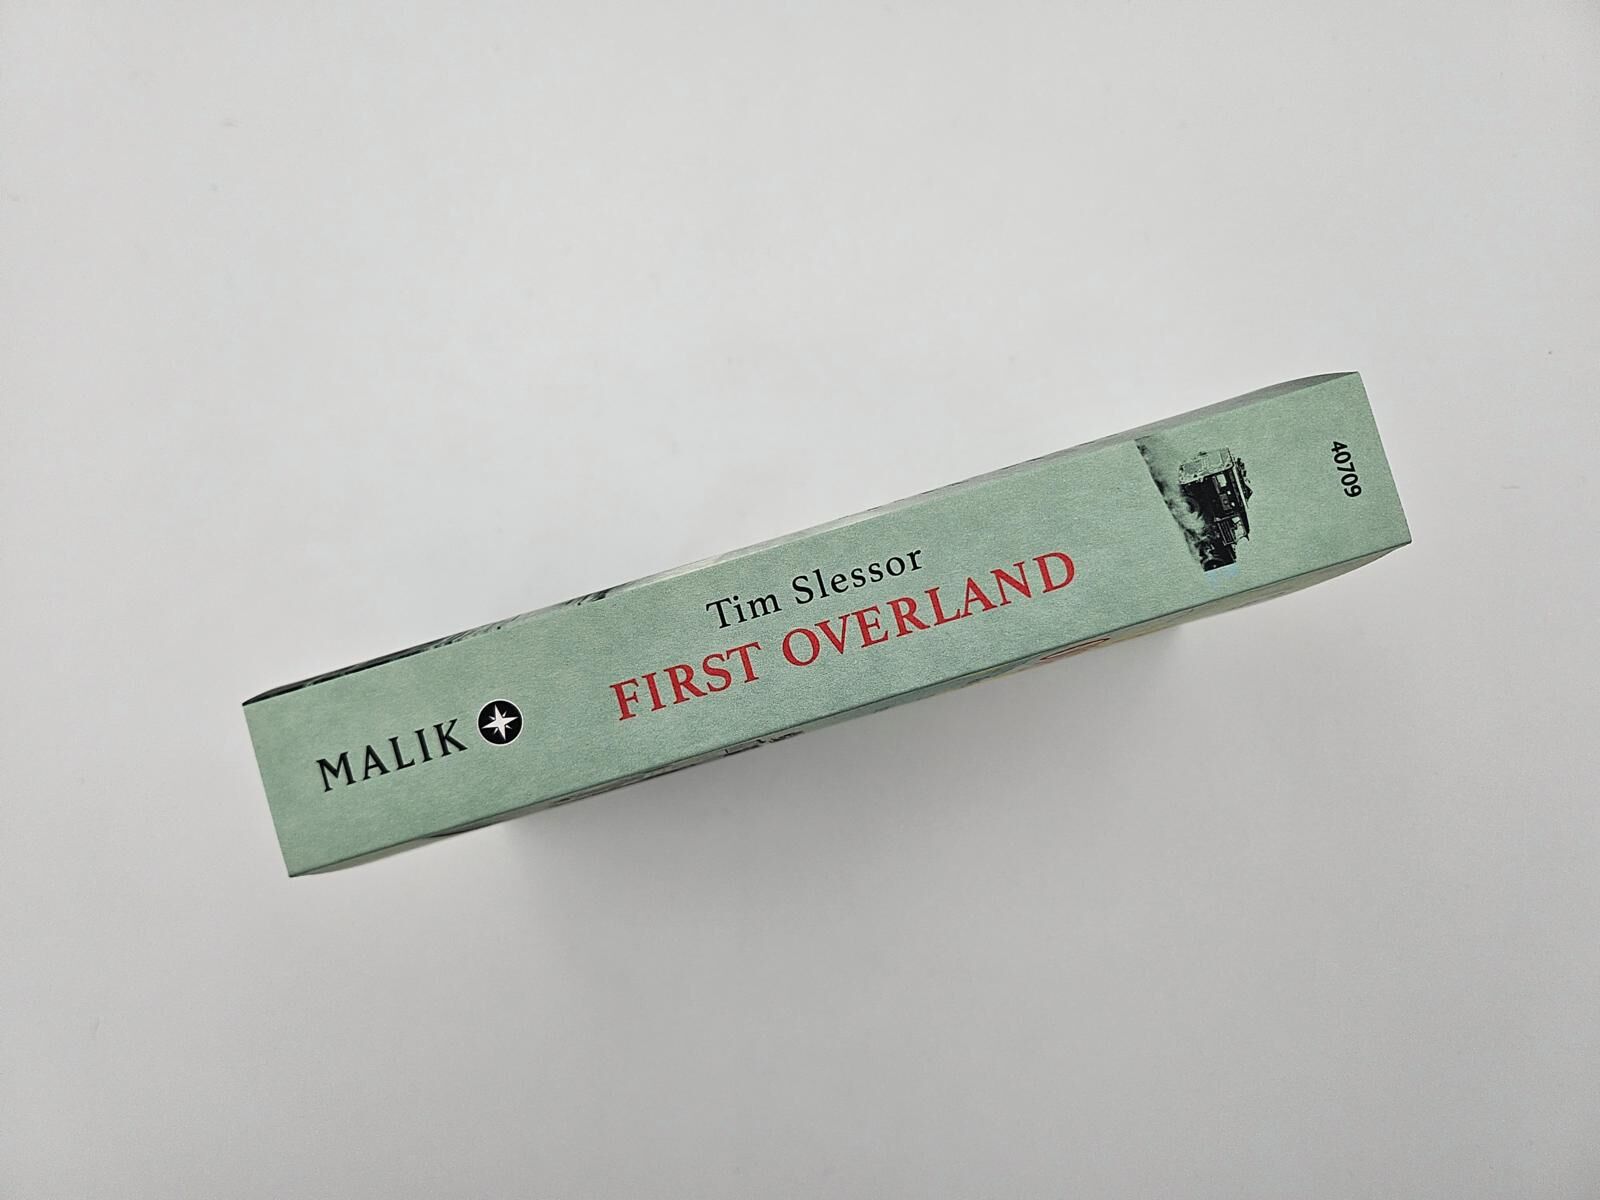 Tim Slessor
FIRST OVERLAND
MALIK
40709